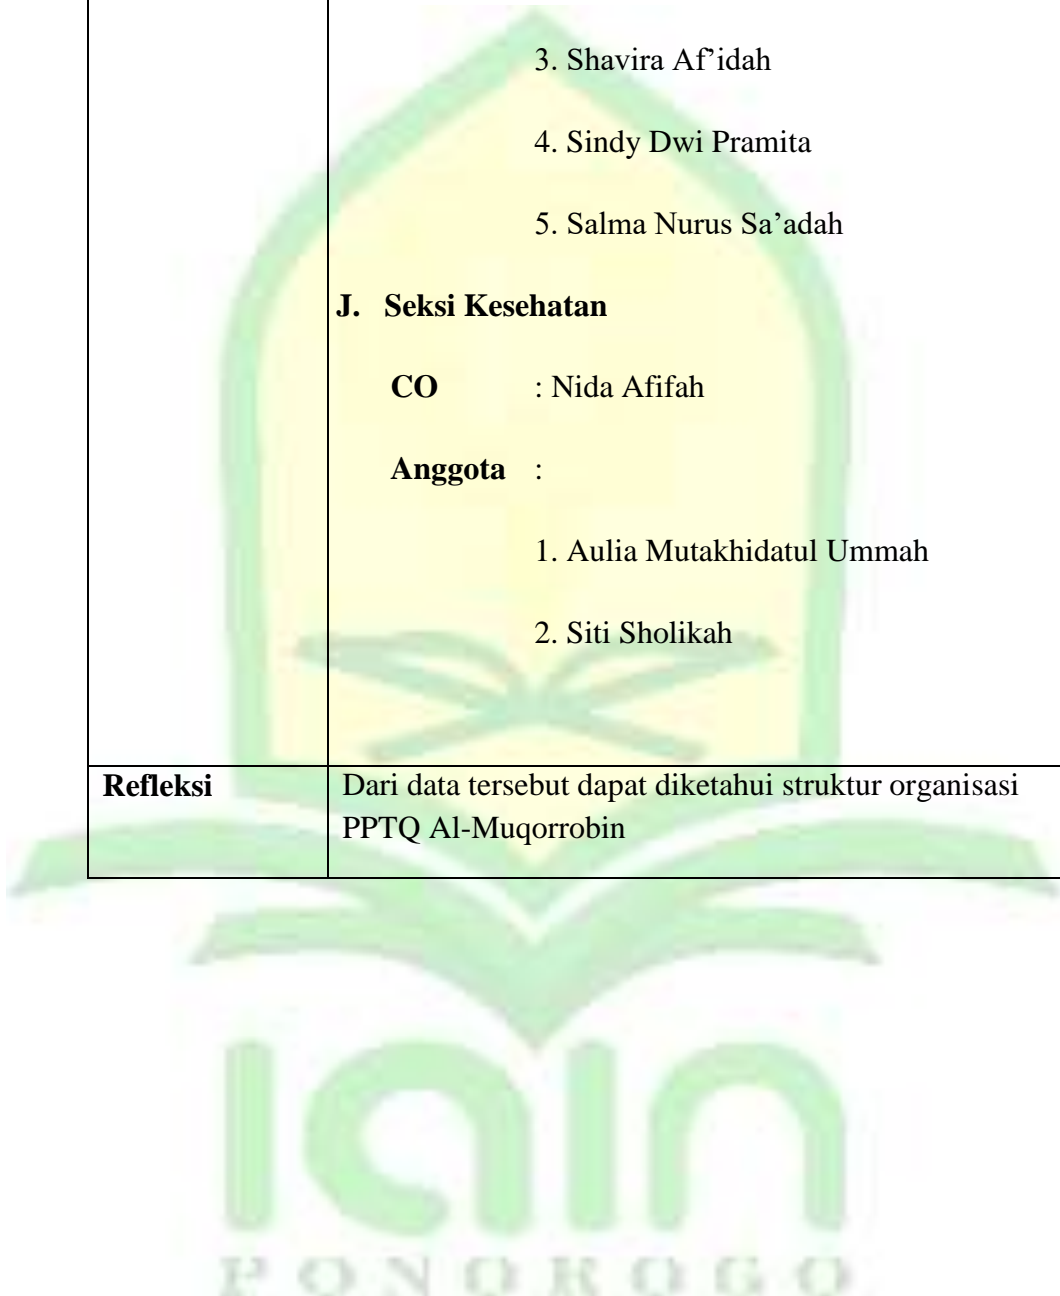 3. Shavira Af’idah
4. Sindy Dwi Pramita
5. Salma Nurus Sa’adah
J. Seksi Kesehatan
CO : Nida Afifah
Anggota :
1. Aulia Mutakhidatul Ummah
2. Siti Sholikah
Refleksi Dari data tersebut dapat diketahui struktur organisasi
PPTQ Al-Muqorrobin
iain
PONOROGO